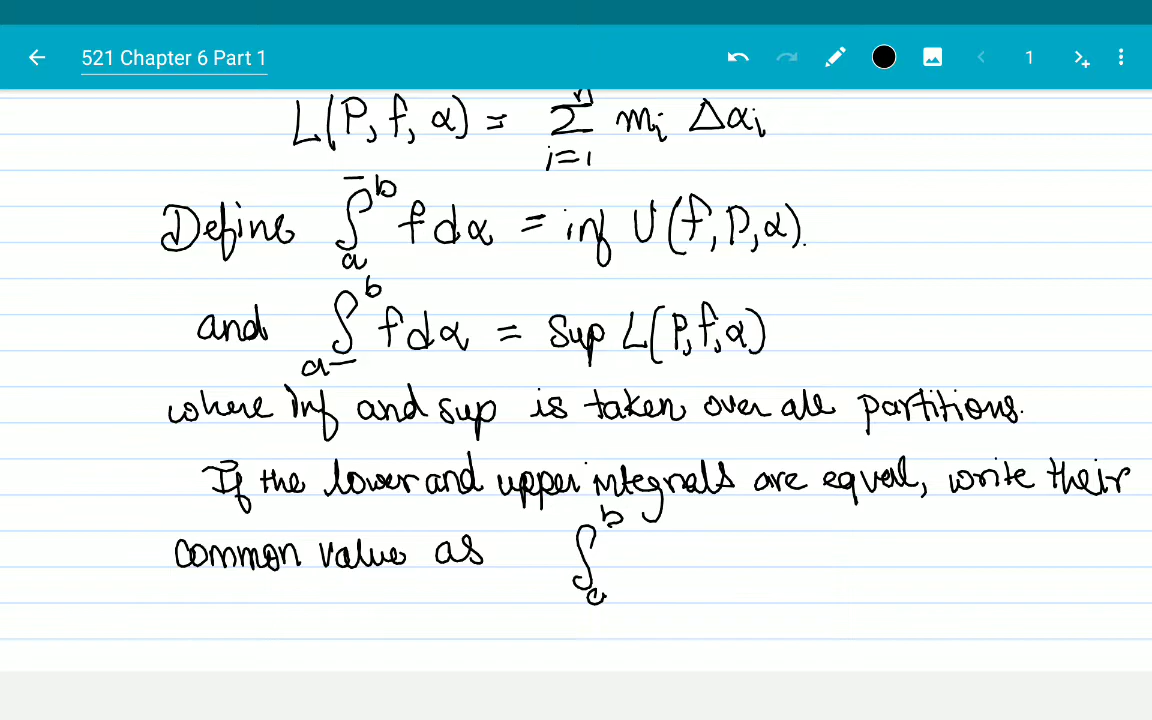 521 Chapter 6 Part 1
1
L(P, f, α) = ∑_{i=1}^{n} m_i Δα_i
Define ∫̅_a^b f dα = inf U(f, P, α).
and ∫̲_a^b f dα = sup L(P, f, α)
where inf and sup is taken over all partitions.
If the lower and upper integrals are equal, write their
common value as ∫_a^b